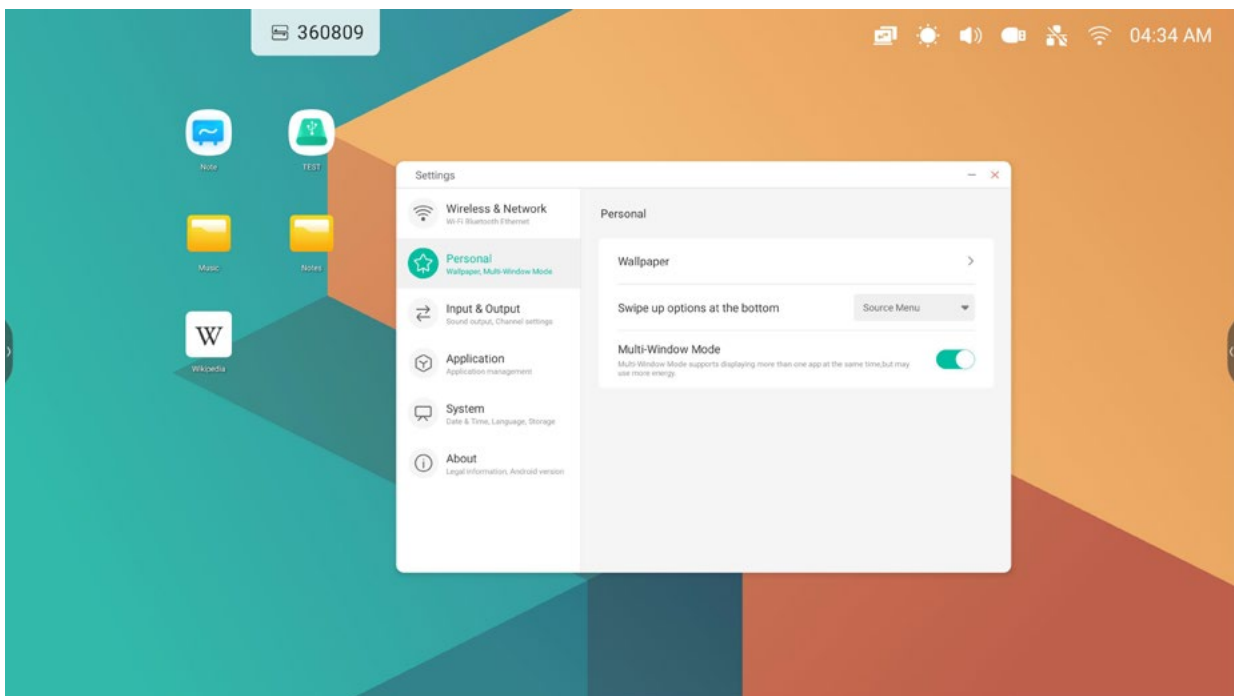 360809
04:34 AM
Note
TEST
Music
Notes
W
Wikipedia
Settings
Wireless & Network
Wi-Fi Bluetooth Ethernet
Personal
Wallpaper, Multi-Window Mode
Input & Output
Sound output, Channel settings
Application
Application management
System
Date & Time, Language, Storage
About
Legal information, Android version
Personal
Wallpaper
Swipe up options at the bottom
Source Menu
Multi-Window Mode
Multi-Window Mode supports displaying more than one app at the same time,but may
use more energy.